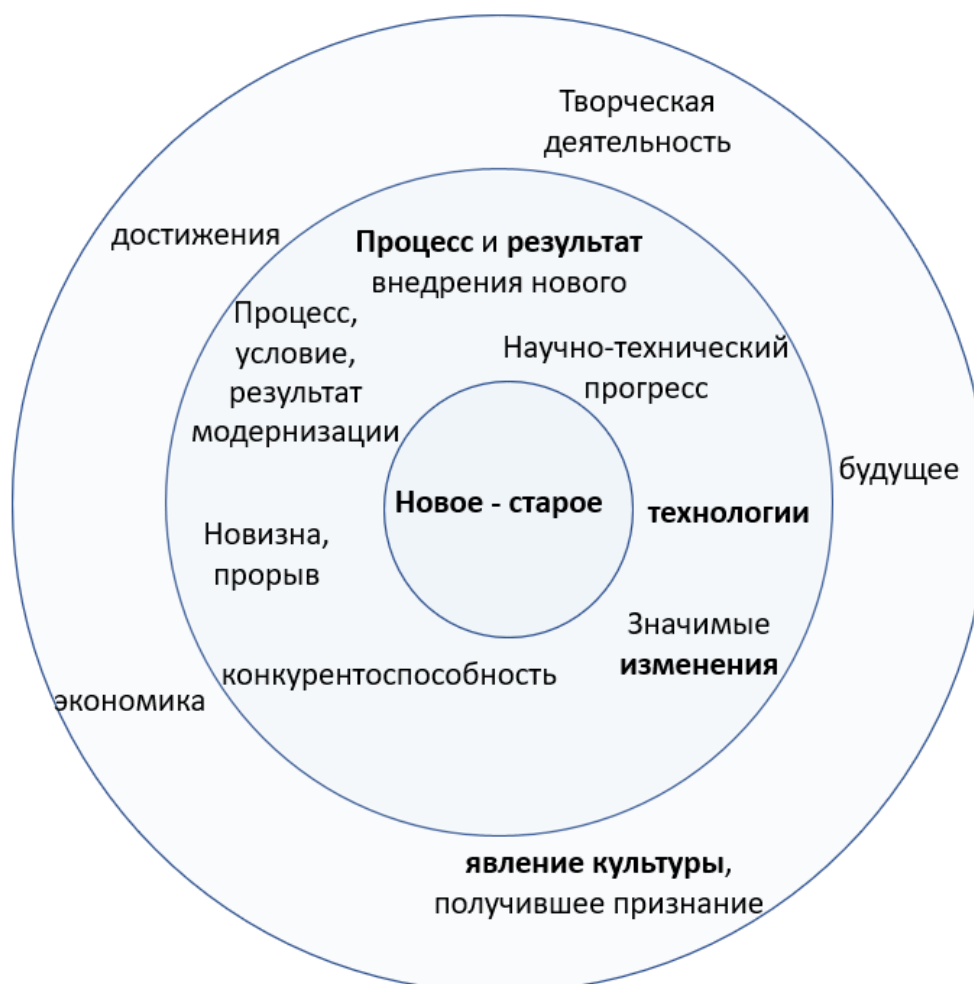 Творческая
деятельность
достижения
Процесс и результат
внедрения нового
Процесс,
условие,
результат
модернизации
Научно-технический
прогресс
будущее
Новое - старое
технологии
Новизна,
прорыв
Значимые
изменения
конкурентоспособность
экономика
явление культуры,
получившее признание